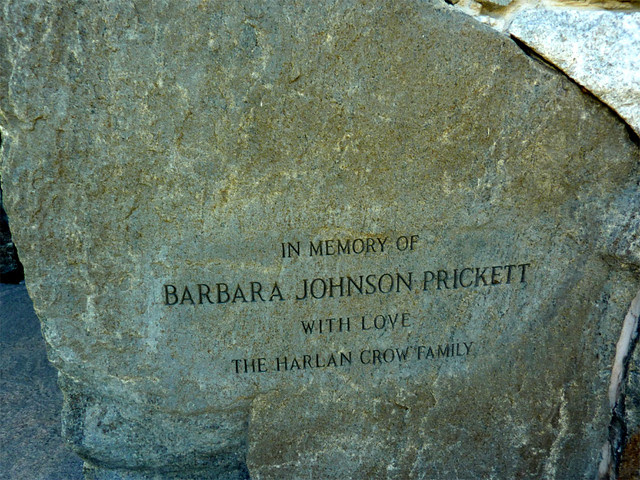 IN MEMORY OF
BARBARA JOHNSON PRICKETT
WITH LOVE
THE HARLAN CROW FAMILY